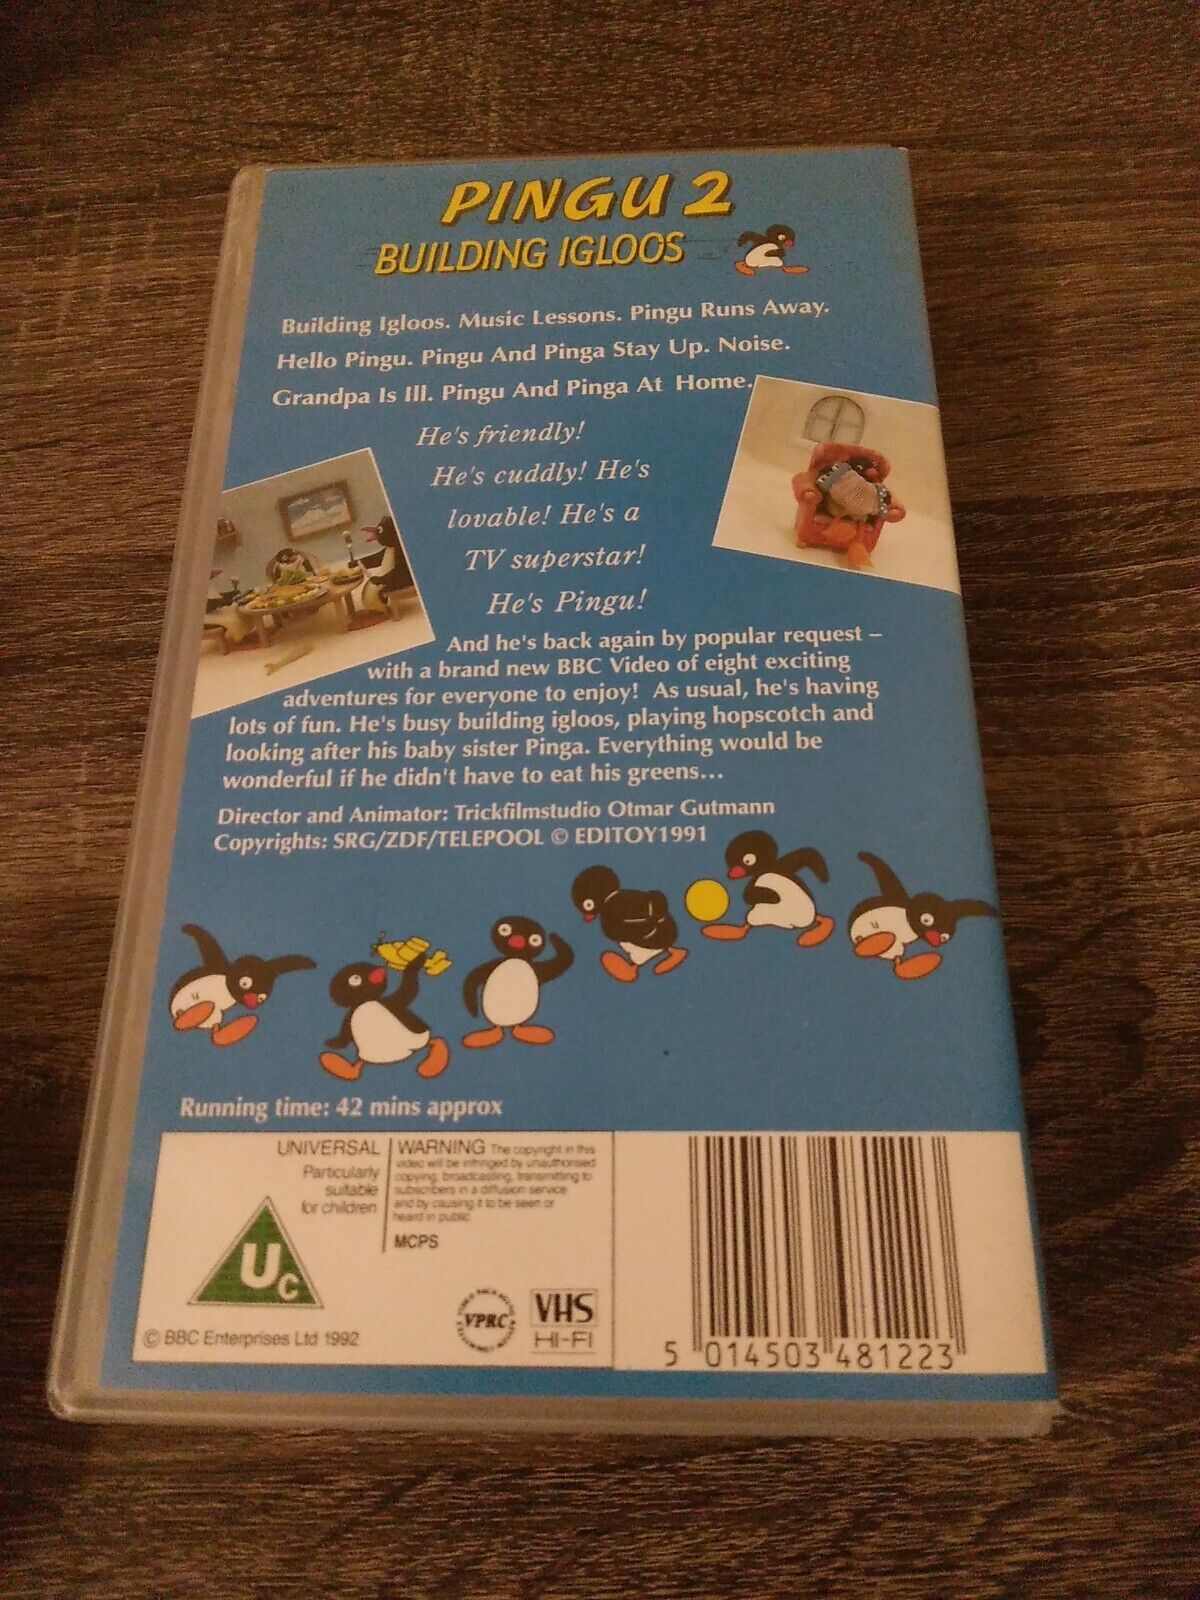 PINGU 2
BUILDING IGLOOS
Building Igloos. Music Lessons. Pingu Runs Away.
Hello Pingu. Pingu And Pinga Stay Up. Noise.
Grandpa Is Ill. Pingu And Pinga At Home.
He's friendly!
He's cuddly! He's
lovable! He's a
TV superstar!
He's Pingu!
And he's back again by popular request –
with a brand new BBC Video of eight exciting
adventures for everyone to enjoy! As usual, he's having
lots of fun. He's busy building igloos, playing hopscotch and
looking after his baby sister Pinga. Everything would be
wonderful if he didn't have to eat his greens...
Director and Animator: Trickfilmstudio Otmar Gutmann
Copyrights: SRG/ZDF/TELEPOOL © EDITOY1991
Running time: 42 mins approx
UNIVERSAL
Particularly
suitable
for children
Uc
WARNING The copyright in this
video will be infringed by unauthorised
copying, broadcasting, transmitting to
subscribers in a diffusion service
and by causing it to be seen or
heard in public.
MCPS
© BBC Enterprises Ltd 1992
VPRC
VHS
HI-FI
5 014503 481223